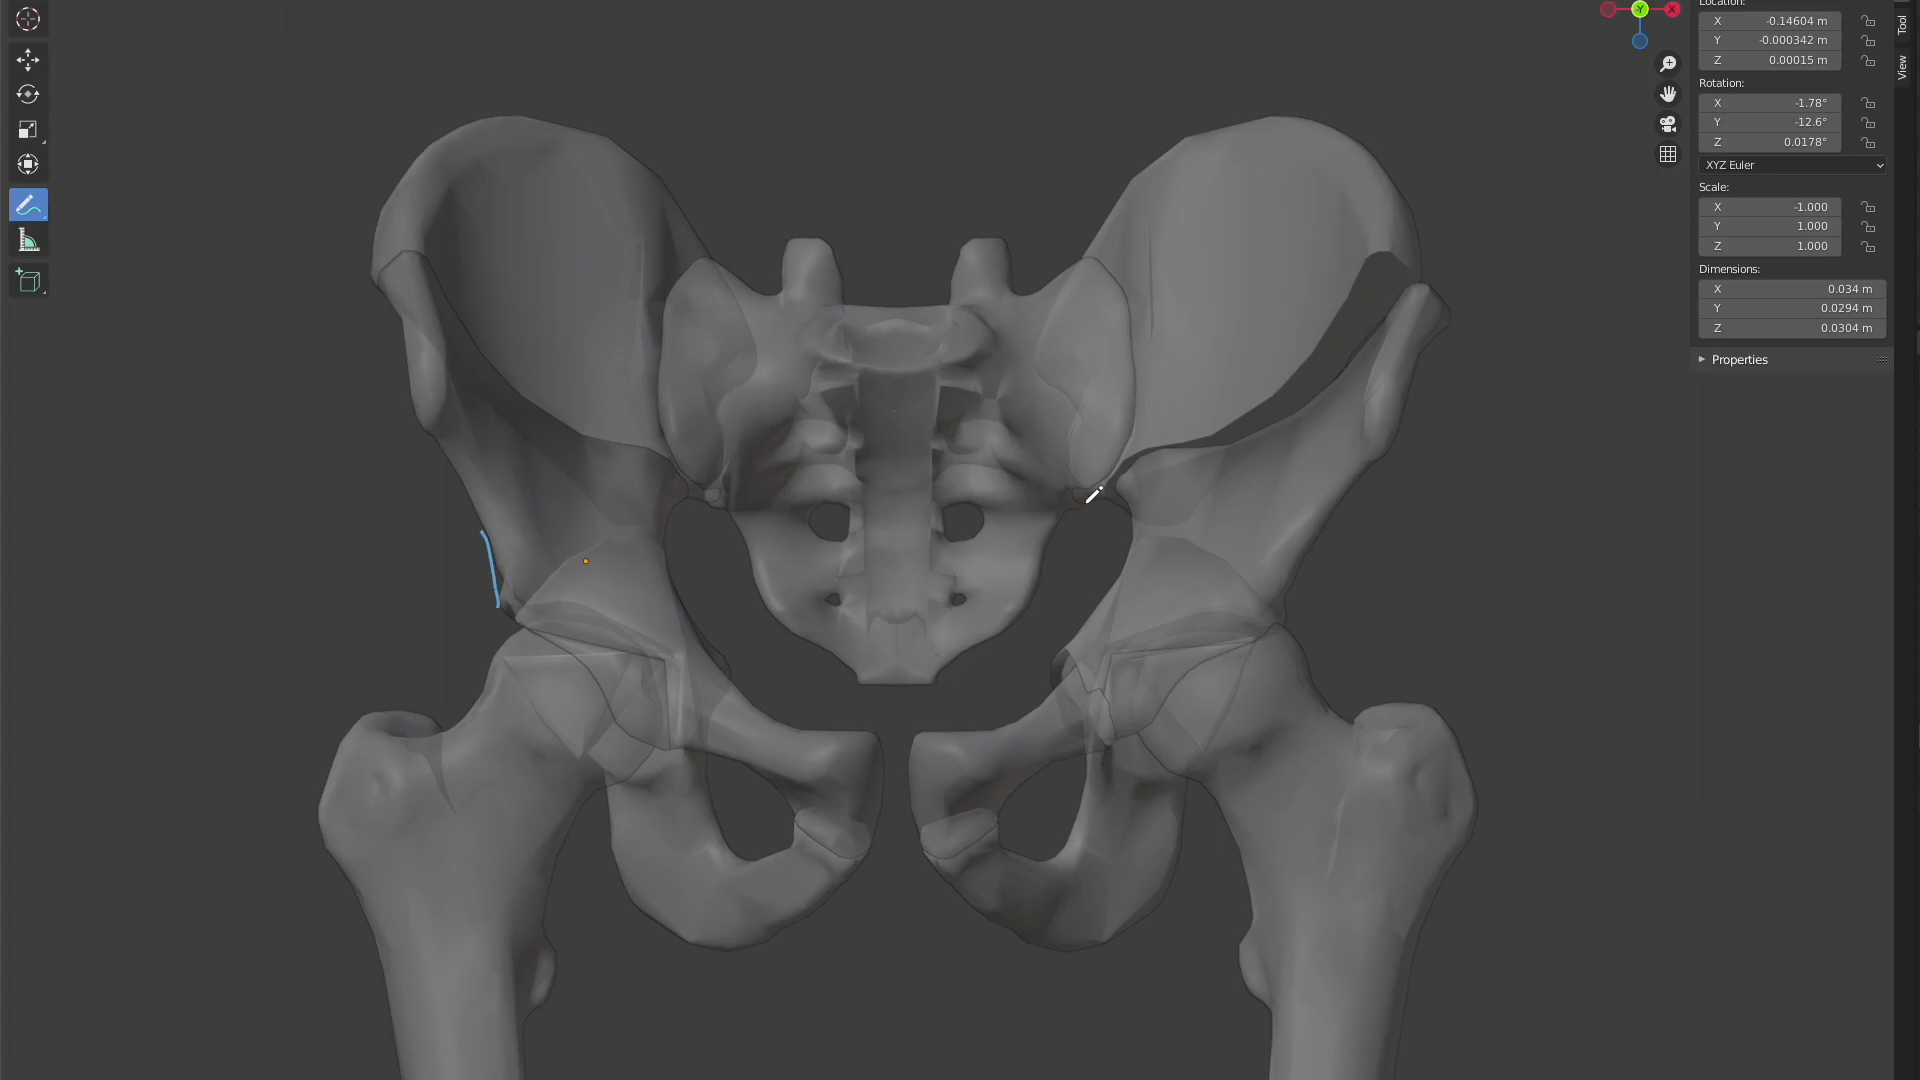 Location:
X -0.14604 m
Y -0.000342 m
Z 0.00015 m
Rotation:
X -1.78°
Y -12.6°
Z 0.0178°
XYZ Euler
Scale:
X -1.000
Y 1.000
Z 1.000
Dimensions:
X 0.034 m
Y 0.0294 m
Z 0.0304 m
Properties
Tool
View
-Y
X